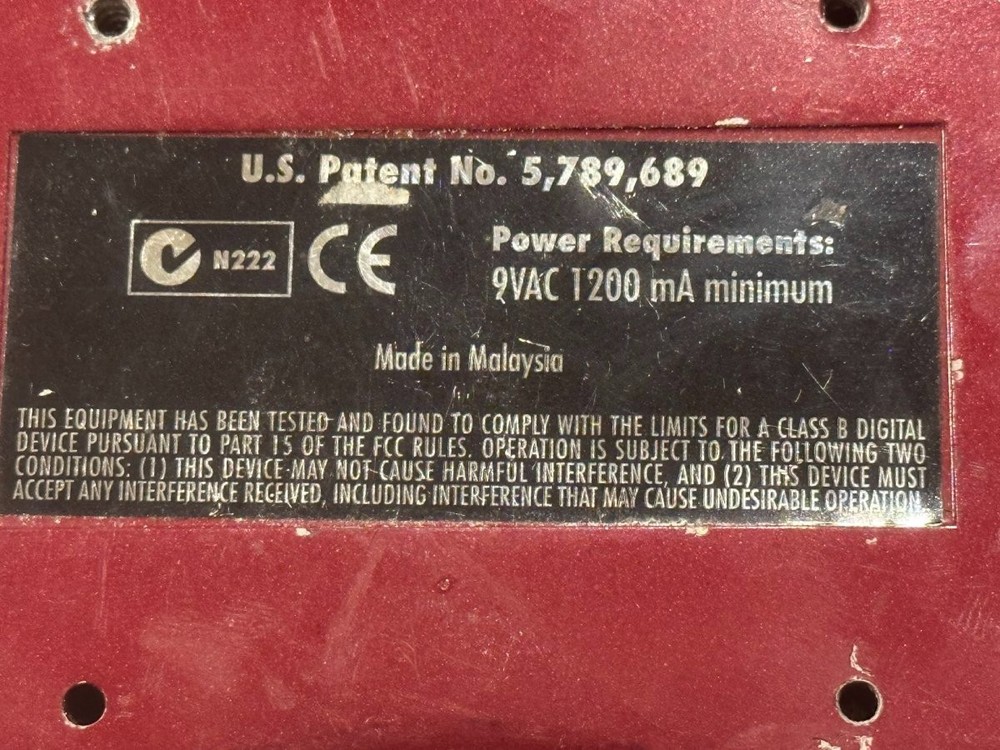 U.S. Patent No. 5,789,689
N222 CE
Power Requirements:
9VAC 1200 mA minimum
Made in Malaysia
THIS EQUIPMENT HAS BEEN TESTED AND FOUND TO COMPLY WITH THE LIMITS FOR A CLASS B DIGITAL
DEVICE PURSUANT TO PART 15 OF THE FCC RULES. OPERATION IS SUBJECT TO THE FOLLOWING TWO
CONDITIONS: (1) THIS DEVICE MAY NOT CAUSE HARMFUL INTERFERENCE, AND (2) THIS DEVICE MUST
ACCEPT ANY INTERFERENCE RECEIVED, INCLUDING INTERFERENCE THAT MAY CAUSE UNDESIRABLE OPERATION.